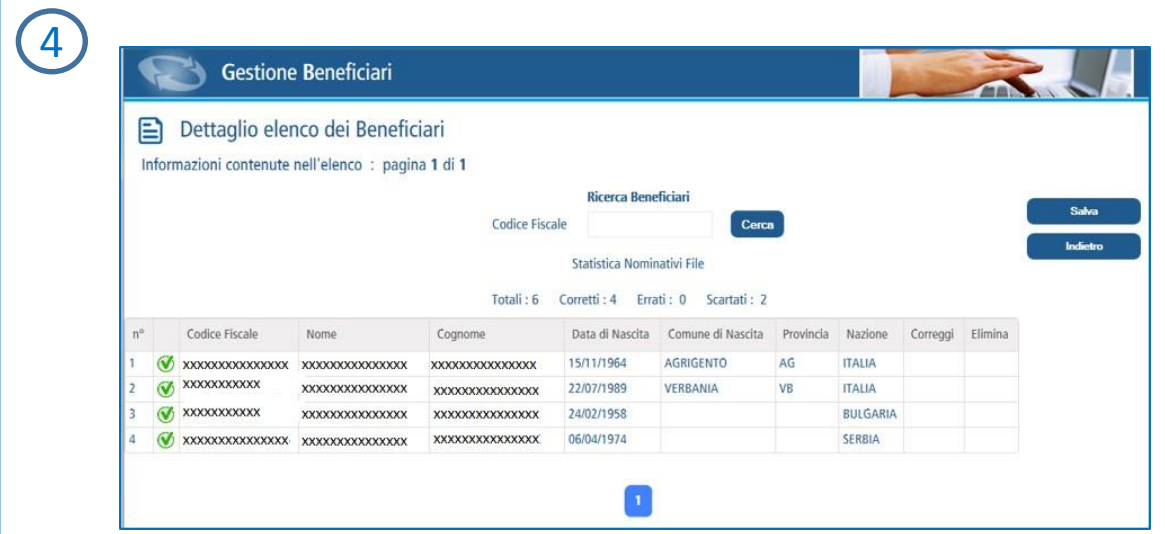 4
Gestione Beneficiari
Dettaglio elenco dei Beneficiari
Informazioni contenute nell'elenco : pagina 1 di 1
Ricerca Beneficiari
Codice Fiscale Cerca
Salva
Indietro
Statistica Nominativi File
Totali : 6 Corretti : 4 Errati : 0 Scartati : 2
n° Codice Fiscale Nome Cognome Data di Nascita Comune di Nascita Provincia Nazione Correggi Elimina
1 XXXXXXXXXXXXXXX XXXXXXXXXXXXXXX XXXXXXXXXXXXXXX 15/11/1964 AGRIGENTO AG ITALIA
2 XXXXXXXXXXX XXXXXXXXXXXXXXX XXXXXXXXXXXXXXX 22/07/1989 VERBANIA VB ITALIA
3 XXXXXXXXXXX XXXXXXXXXXXXXXX XXXXXXXXXXXXXXX 24/02/1958 BULGARIA
4 XXXXXXXXXXXXXXX XXXXXXXXXXXXXXX XXXXXXXXXXXXXXX 06/04/1974 SERBIA
1